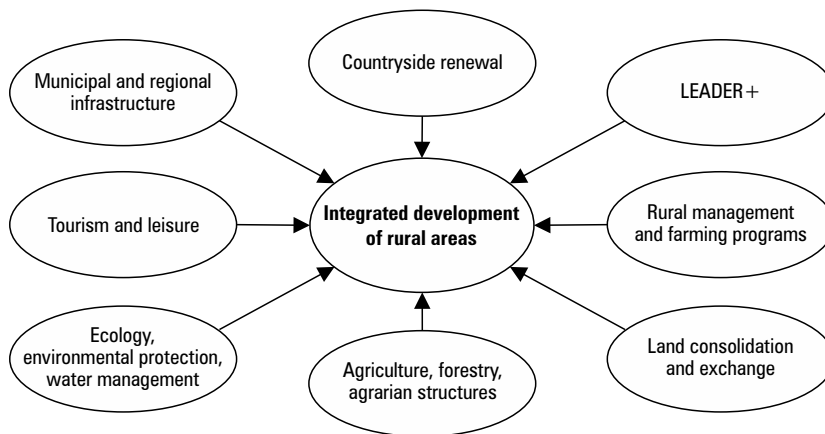 Countryside renewal
Municipal and regional
infrastructure
LEADER+
Tourism and leisure
Integrated development
of rural areas
Rural management
and farming programs
Ecology,
environmental protection,
water management
Agriculture, forestry,
agrarian structures
Land consolidation
and exchange